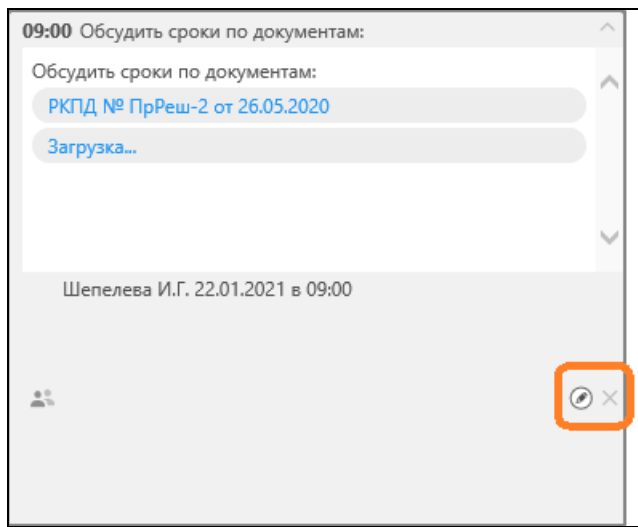 09:00 Обсудить сроки по документам:
Обсудить сроки по документам:
РКПД № ПрРеш-2 от 26.05.2020
Загрузка...
Шепелева И.Г. 22.01.2021 в 09:00